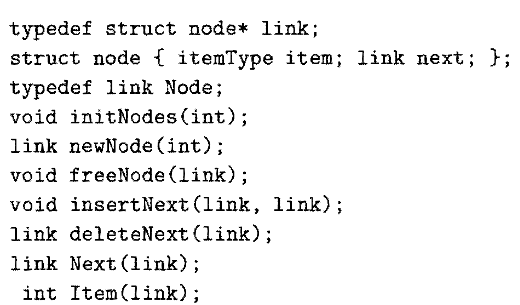 typedef struct node* link;
struct node { itemType item; link next; };
typedef link Node;
void initNodes(int);
link newNode(int);
void freeNode(link);
void insertNext(link, link);
link deleteNext(link);
link Next(link);
int Item(link);